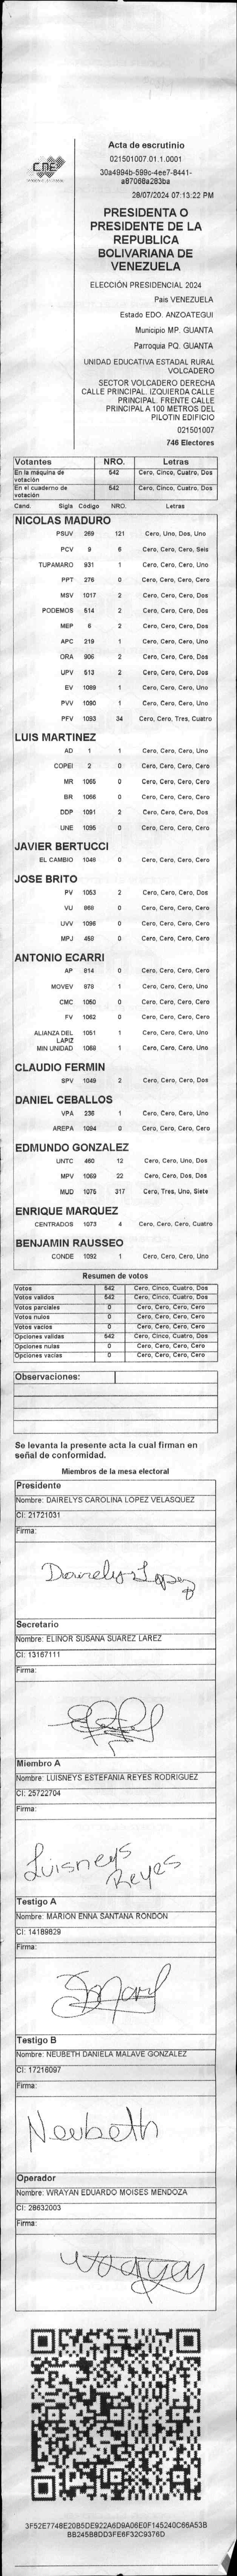 CNE
Acta de escrutinio
021501007.01.1.0001
30a4994b-599c-4ee7-8441-
a87068a283ba
28/07/2024 07:13:22 PM
PRESIDENTA O
PRESIDENTE DE LA
REPUBLICA
BOLIVARIANA DE
VENEZUELA
ELECCIÓN PRESIDENCIAL 2024
Pais VENEZUELA
Estado EDO. ANZOATEGUI
Municipio MP. GUANTA
Parroquia PQ. GUANTA
UNIDAD EDUCATIVA ESTADAL RURAL
VOLCADERO
SECTOR VOLCADERO DERECHA
CALLE PRINCIPAL. IZQUIERDA CALLE
PRINCIPAL. FRENTE CALLE
PRINCIPAL A 100 METROS DEL
PILOTIN EDIFICIO
021501007
746 Electores
Votantes NRO. Letras
En la máquina de votación 542 Cero, Cinco, Cuatro, Dos
En el cuaderno de votación 542 Cero, Cinco, Cuatro, Dos
Cand. Sigla Código NRO. Letras
NICOLAS MADURO
PSUV 269 121 Cero, Uno, Dos, Uno
PCV 9 6 Cero, Cero, Cero, Seis
TUPAMARO 931 1 Cero, Cero, Cero, Uno
PPT 276 0 Cero, Cero, Cero, Cero
MSV 1017 2 Cero, Cero, Cero, Dos
PODEMOS 514 2 Cero, Cero, Cero, Dos
MEP 6 2 Cero, Cero, Cero, Dos
APC 219 1 Cero, Cero, Cero, Uno
ORA 906 2 Cero, Cero, Cero, Dos
UPV 513 2 Cero, Cero, Cero, Dos
EV 1089 1 Cero, Cero, Cero, Uno
PVV 1090 1 Cero, Cero, Cero, Uno
PFV 1093 34 Cero, Cero, Tres, Cuatro
LUIS MARTINEZ
AD 1 1 Cero, Cero, Cero, Uno
COPEI 2 0 Cero, Cero, Cero, Cero
MR 1065 0 Cero, Cero, Cero, Cero
BR 1066 0 Cero, Cero, Cero, Cero
DDP 1091 2 Cero, Cero, Cero, Dos
UNE 1095 0 Cero, Cero, Cero, Cero
JAVIER BERTUCCI
EL CAMBIO 1048 0 Cero, Cero, Cero, Cero
JOSE BRITO
PV 1053 2 Cero, Cero, Cero, Dos
VU 868 0 Cero, Cero, Cero, Cero
UVV 1096 0 Cero, Cero, Cero, Cero
MPJ 458 0 Cero, Cero, Cero, Cero
ANTONIO ECARRI
AP 814 0 Cero, Cero, Cero, Cero
MOVEV 878 1 Cero, Cero, Cero, Uno
CMC 1050 0 Cero, Cero, Cero, Cero
FV 1062 0 Cero, Cero, Cero, Cero
ALIANZA DEL LAPIZ 1051 1 Cero, Cero, Cero, Uno
MIN UNIDAD 1068 1 Cero, Cero, Cero, Uno
CLAUDIO FERMIN
SPV 1049 2 Cero, Cero, Cero, Dos
DANIEL CEBALLOS
VPA 236 1 Cero, Cero, Cero, Uno
AREPA 1094 0 Cero, Cero, Cero, Cero
EDMUNDO GONZALEZ
UNTC 460 12 Cero, Cero, Uno, Dos
MPV 1069 22 Cero, Cero, Dos, Dos
MUD 1075 317 Cero, Tres, Uno, Siete
ENRIQUE MARQUEZ
CENTRADOS 1073 4 Cero, Cero, Cero, Cuatro
BENJAMIN RAUSSEO
CONDE 1092 1 Cero, Cero, Cero, Uno
Resumen de votos
Votos 542 Cero, Cinco, Cuatro, Dos
Votos validos 542 Cero, Cinco, Cuatro, Dos
Votos parciales 0 Cero, Cero, Cero, Cero
Votos nulos 0 Cero, Cero, Cero, Cero
Votos vacios 0 Cero, Cero, Cero, Cero
Opciones validas 542 Cero, Cinco, Cuatro, Dos
Opciones nulas 0 Cero, Cero, Cero, Cero
Opciones vacias 0 Cero, Cero, Cero, Cero
Observaciones:
Se levanta la presente acta la cual firman en
señal de conformidad.
Miembros de la mesa electoral
Presidente
Nombre: DAIRELYS CAROLINA LOPEZ VELASQUEZ
CI: 21721031
Firma:
Dairelys Lopez
Secretario
Nombre: ELINOR SUSANA SUAREZ LAREZ
CI: 13167111
Firma:
Miembro A
Nombre: LUISNEYS ESTEFANIA REYES RODRIGUEZ
CI: 25722704
Firma:
Luisneys
Reyes
Testigo A
Nombre: MARION ENNA SANTANA RONDON
CI: 14189829
Firma:
Testigo B
Nombre: NEUBETH DANIELA MALAVE GONZALEZ
CI: 17216097
Firma:
Neubeth
Operador
Nombre: WRAYAN EDUARDO MOISES MENDOZA
CI: 28632003
Firma:
wrayan
3F52E7748E20B5DE922A6D9A06E0F145240C66A53B
BB245B8DD3FE6F32C9376D